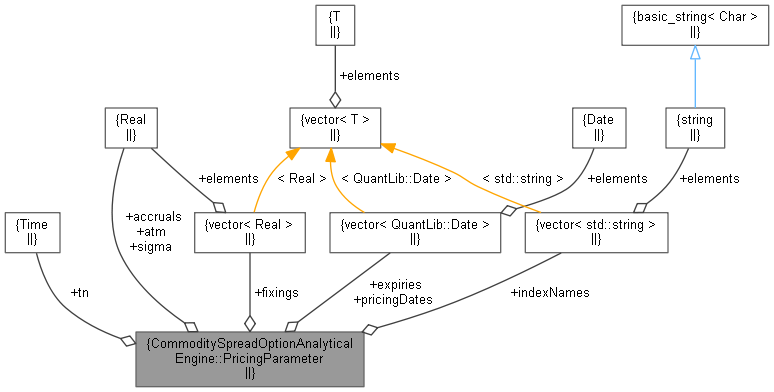 {T
||}
{basic_string< Char >
||}
+elements
{Real
||}
{vector< T >
||}
{Date
||}
{string
||}
+elements
< Real >
< QuantLib::Date >
< std::string >
+elements
+elements
+accruals
+atm
+sigma
{Time
||}
{vector< Real >
||}
{vector< QuantLib::Date >
||}
{vector< std::string >
||}
+tn
+fixings
+expiries
+pricingDates
+indexNames
{CommoditySpreadOptionAnalytical
Engine::PricingParameter
||}